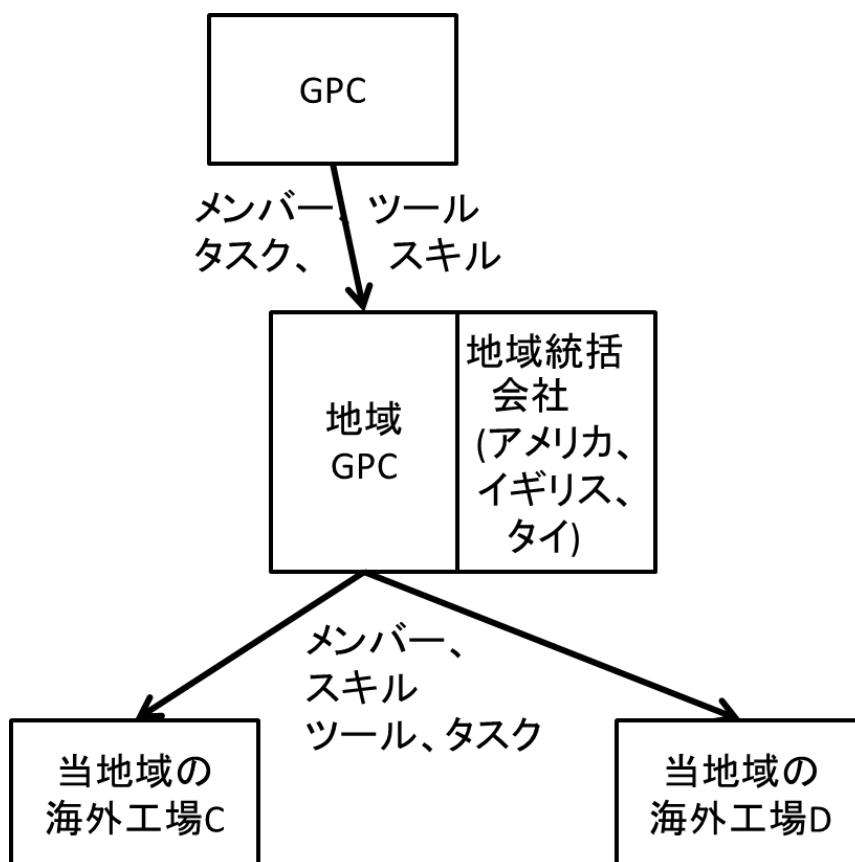 GPC
メンバー、ツール
タスク、 スキル
地域
GPC
地域統括
会社
(アメリカ、
イギリス、
タイ)
メンバー、
スキル
ツール、タスク
当地域の
海外工場C
当地域の
海外工場D